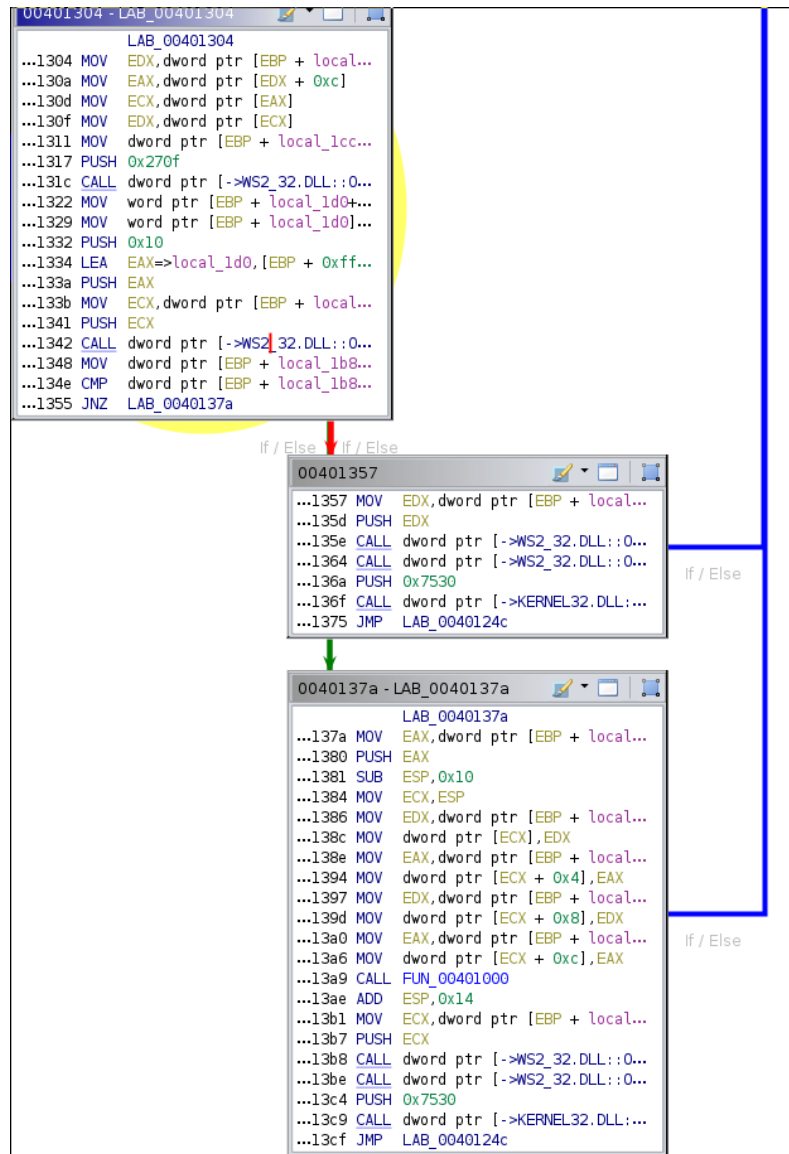 00401304 - LAB_00401304
LAB_00401304
...1304 MOV EDX,dword ptr [EBP + local...
...130a MOV EAX,dword ptr [EDX + 0xc]
...130d MOV ECX,dword ptr [EAX]
...130f MOV EDX,dword ptr [ECX]
...1311 MOV dword ptr [EBP + local_1cc...
...1317 PUSH 0x270f
...131c CALL dword ptr [->WS2_32.DLL::O...
...1322 MOV word ptr [EBP + local_1d0+...
...1329 MOV word ptr [EBP + local_1d0]...
...1332 PUSH 0x10
...1334 LEA EAX=>local_1d0,[EBP + 0xff...
...133a PUSH EAX
...133b MOV ECX,dword ptr [EBP + local...
...1341 PUSH ECX
...1342 CALL dword ptr [->WS2_32.DLL::O...
...1348 MOV dword ptr [EBP + local_1b8...
...134e CMP dword ptr [EBP + local_1b8...
...1355 JNZ LAB_0040137a
If / Else If / Else
00401357
...1357 MOV EDX,dword ptr [EBP + local...
...135d PUSH EDX
...135e CALL dword ptr [->WS2_32.DLL::O...
...1364 CALL dword ptr [->WS2_32.DLL::O...
...136a PUSH 0x7530
...136f CALL dword ptr [->KERNEL32.DLL:...
...1375 JMP LAB_0040124c
If / Else
0040137a - LAB_0040137a
LAB_0040137a
...137a MOV EAX,dword ptr [EBP + local...
...1380 PUSH EAX
...1381 SUB ESP,0x10
...1384 MOV ECX,ESP
...1386 MOV EDX,dword ptr [EBP + local...
...138c MOV dword ptr [ECX],EDX
...138e MOV EAX,dword ptr [EBP + local...
...1394 MOV dword ptr [ECX + 0x4],EAX
...1397 MOV EDX,dword ptr [EBP + local...
...139d MOV dword ptr [ECX + 0x8],EDX
...13a0 MOV EAX,dword ptr [EBP + local...
...13a6 MOV dword ptr [ECX + 0xc],EAX
...13a9 CALL FUN_00401000
...13ae ADD ESP,0x14
...13b1 MOV ECX,dword ptr [EBP + local...
...13b7 PUSH ECX
...13b8 CALL dword ptr [->WS2_32.DLL::O...
...13be CALL dword ptr [->WS2_32.DLL::O...
...13c4 PUSH 0x7530
...13c9 CALL dword ptr [->KERNEL32.DLL:...
...13cf JMP LAB_0040124c
If / Else